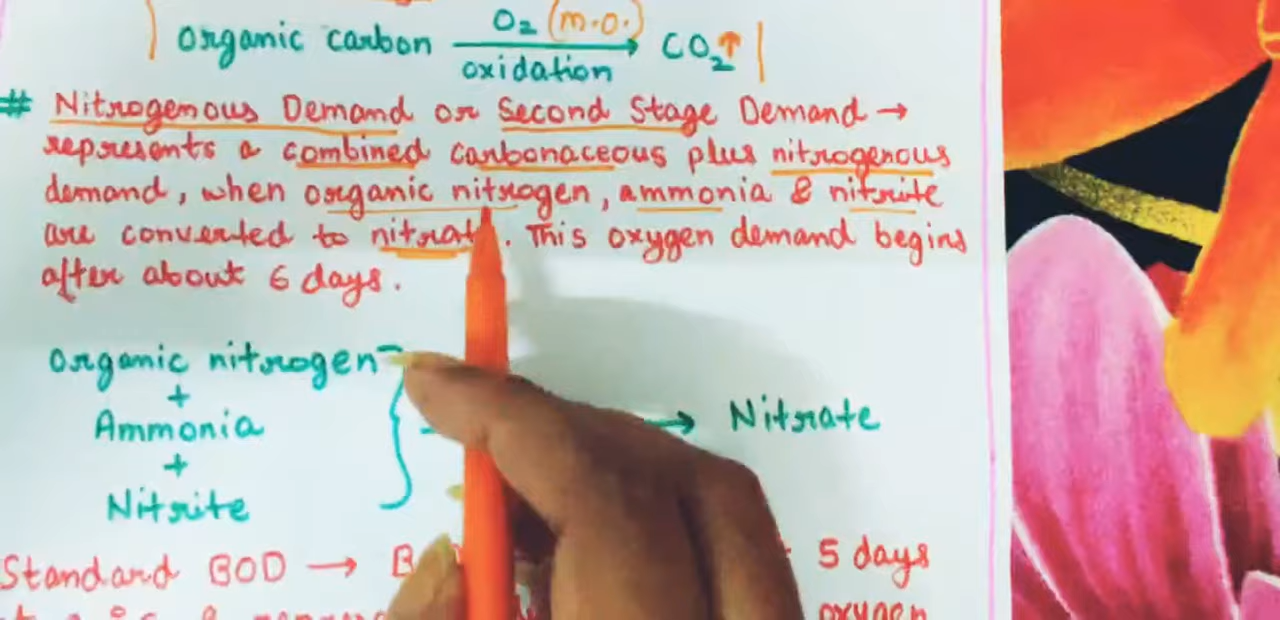 organic carbon O2 (m.o.) oxidation → CO2↑
# Nitrogenous Demand or Second Stage Demand →
represents a combined carbonaceous plus nitrogenous
demand, when organic nitrogen, ammonia & nitrite
are converted to nitrat . This oxygen demand begins
after about 6 days.
Organic nitrogen
+
Ammonia
+
Nitrite
→ Nitrate
Standard BOD → 5 days
oxygen